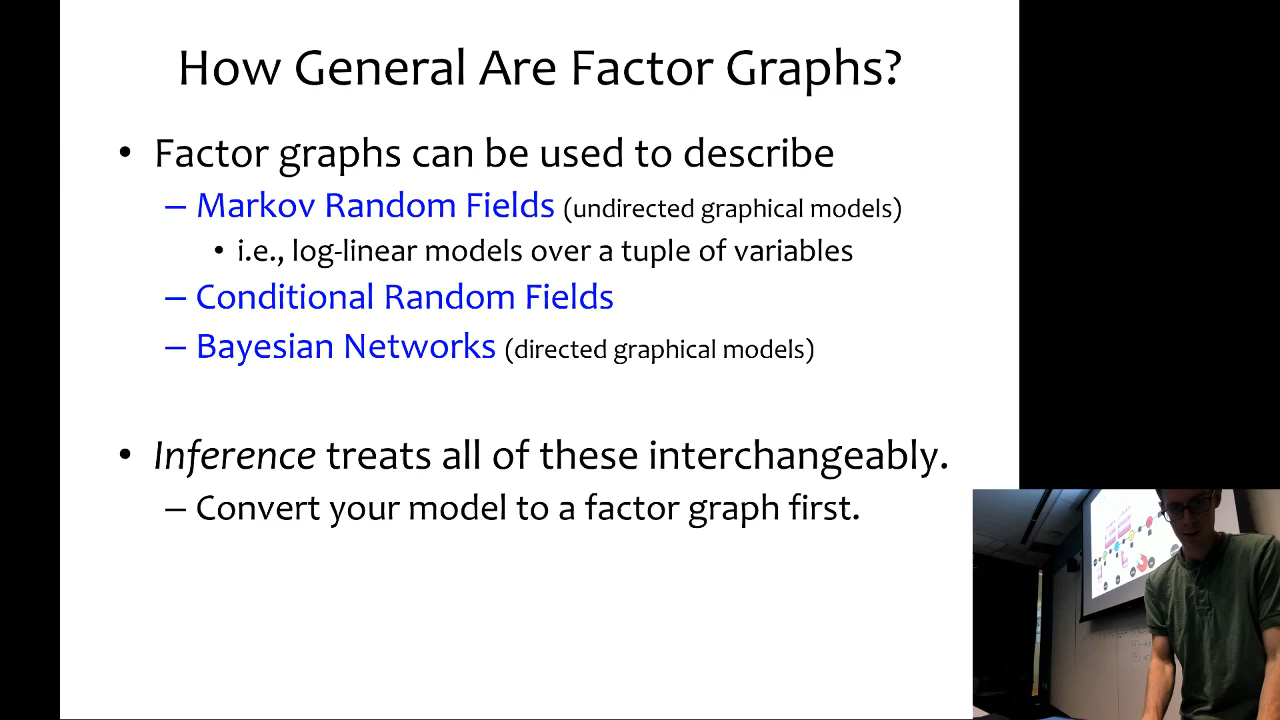 How General Are Factor Graphs?
• Factor graphs can be used to describe
– Markov Random Fields (undirected graphical models)
• i.e., log-linear models over a tuple of variables
– Conditional Random Fields
– Bayesian Networks (directed graphical models)
• Inference treats all of these interchangeably.
– Convert your model to a factor graph first.